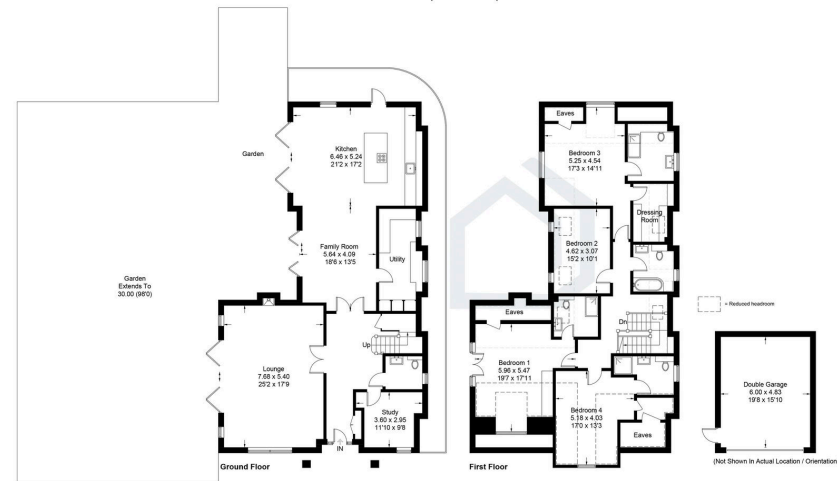 Garden
Kitchen
6.46 x 5.24
21'2 x 17'2
Family Room
5.64 x 4.09
18'6 x 13'5
Utility
Garden
Extends To
30.00 (98'0)
Lounge
7.68 x 5.40
25'2 x 17'9
Up
Study
3.60 x 2.95
11'10 x 9'8
IN
Ground Floor
Eaves
Bedroom 3
5.25 x 4.54
17'3 x 14'11
Dressing
Room
Bedroom 2
4.62 x 3.07
15'2 x 10'1
Eaves
Dn
Bedroom 1
5.96 x 5.47
19'7 x 17'11
Bedroom 4
5.18 x 4.03
17'0 x 13'3
Eaves
First Floor
= Reduced headroom
Double Garage
6.00 x 4.83
19'8 x 15'10
(Not Shown In Actual Location / Orientation